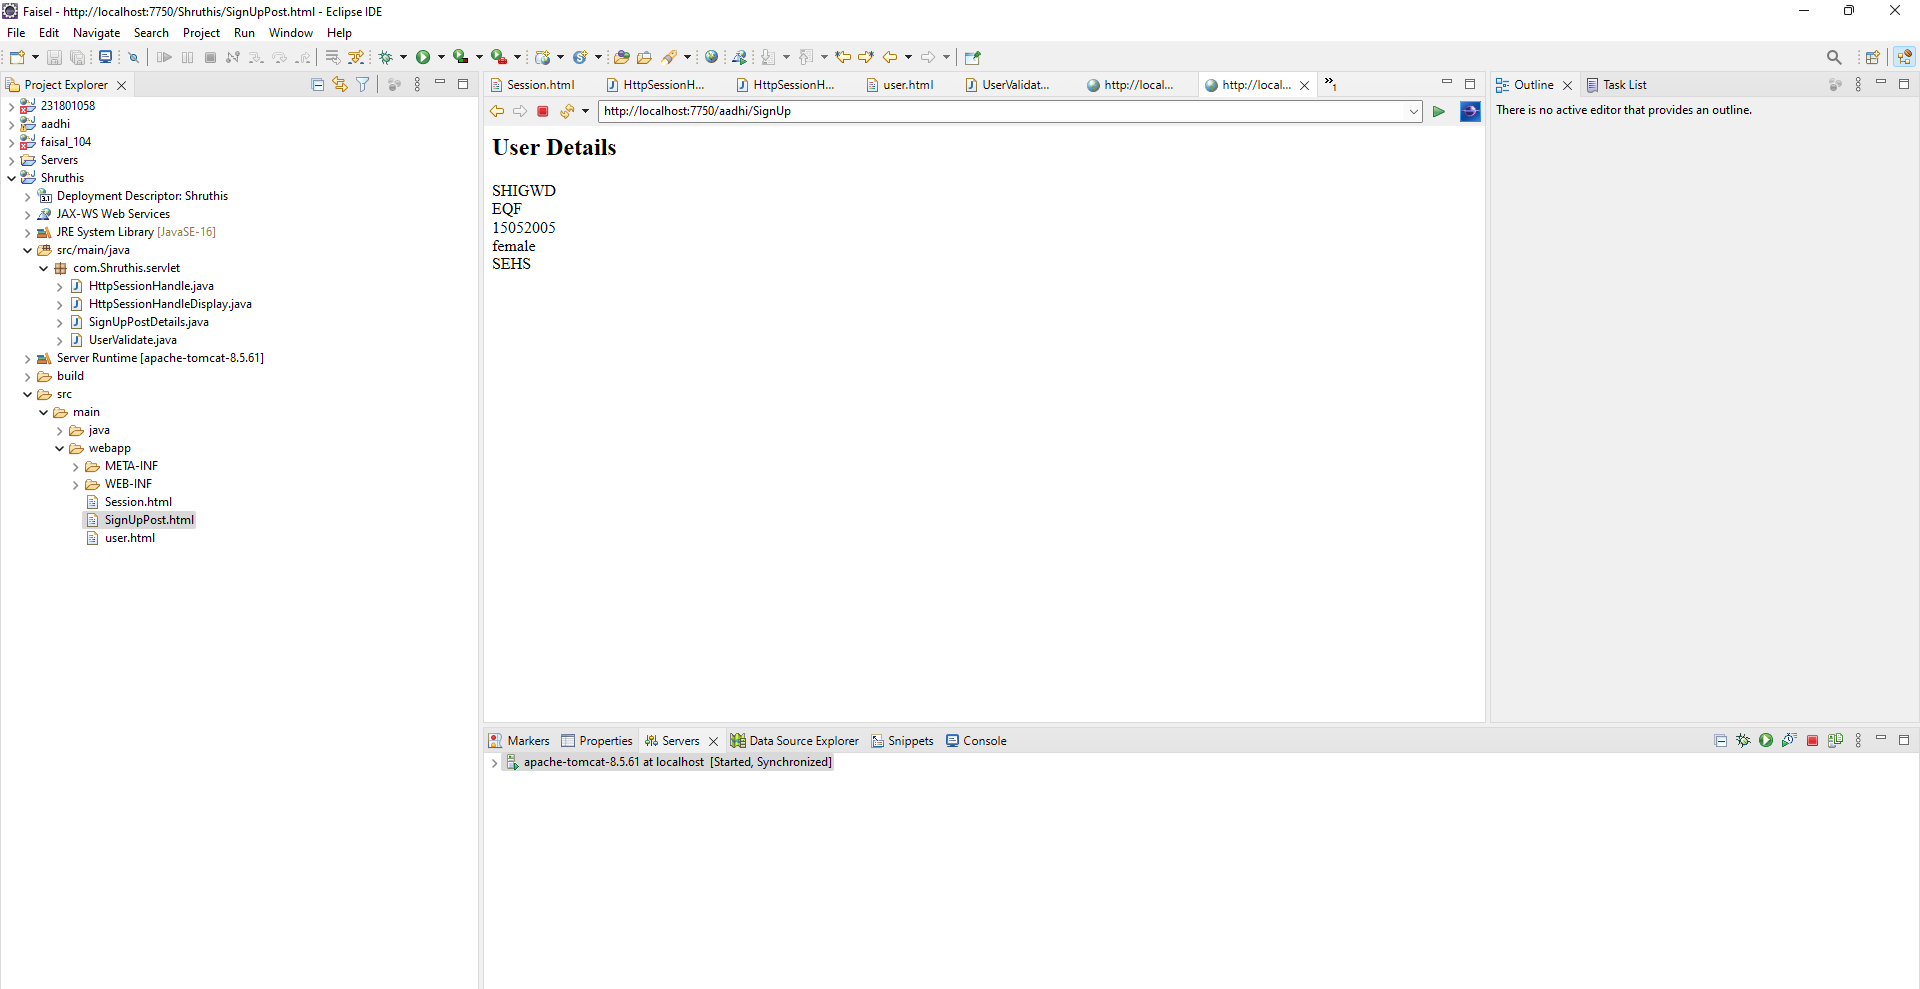 Faisel - http://localhost:7750/Shruthis/SignUpPost.html - Eclipse IDE
File Edit Navigate Search Project Run Window Help
Project Explorer
231801058
aadhi
faisal_104
Servers
Shruthis
Deployment Descriptor: Shruthis
JAX-WS Web Services
JRE System Library [JavaSE-16]
src/main/java
com.Shruthis.servlet
HttpSessionHandle.java
HttpSessionHandleDisplay.java
SignUpPostDetails.java
UserValidate.java
Server Runtime [apache-tomcat-8.5.61]
build
src
main
java
webapp
META-INF
WEB-INF
Session.html
SignUpPost.html
user.html
Session.html HttpSessionH... HttpSessionH... user.html UserValidat... http://local... http://local... »1
http://localhost:7750/aadhi/SignUp
User Details
SHIGWD
EQF
15052005
female
SEHS
Outline Task List
There is no active editor that provides an outline.
Markers Properties Servers Data Source Explorer Snippets Console
apache-tomcat-8.5.61 at localhost [Started, Synchronized]